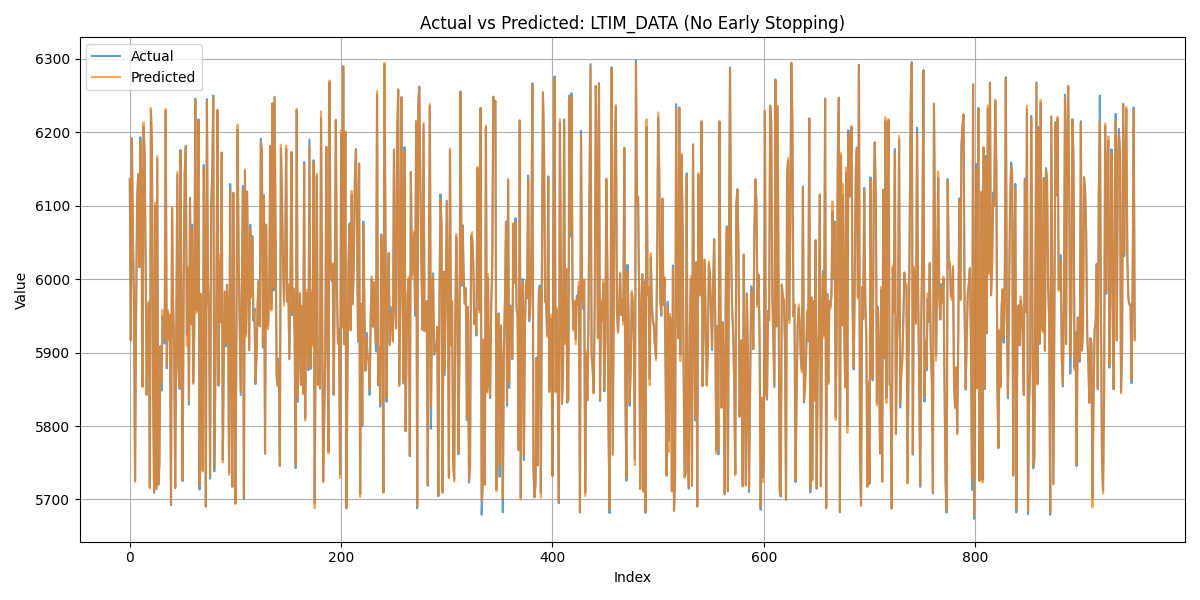 Actual vs Predicted: LTIM_DATA (No Early Stopping)
Actual
Predicted
6300
6200
6100
6000
5900
5800
5700
Value
0 200 400 600 800
Index